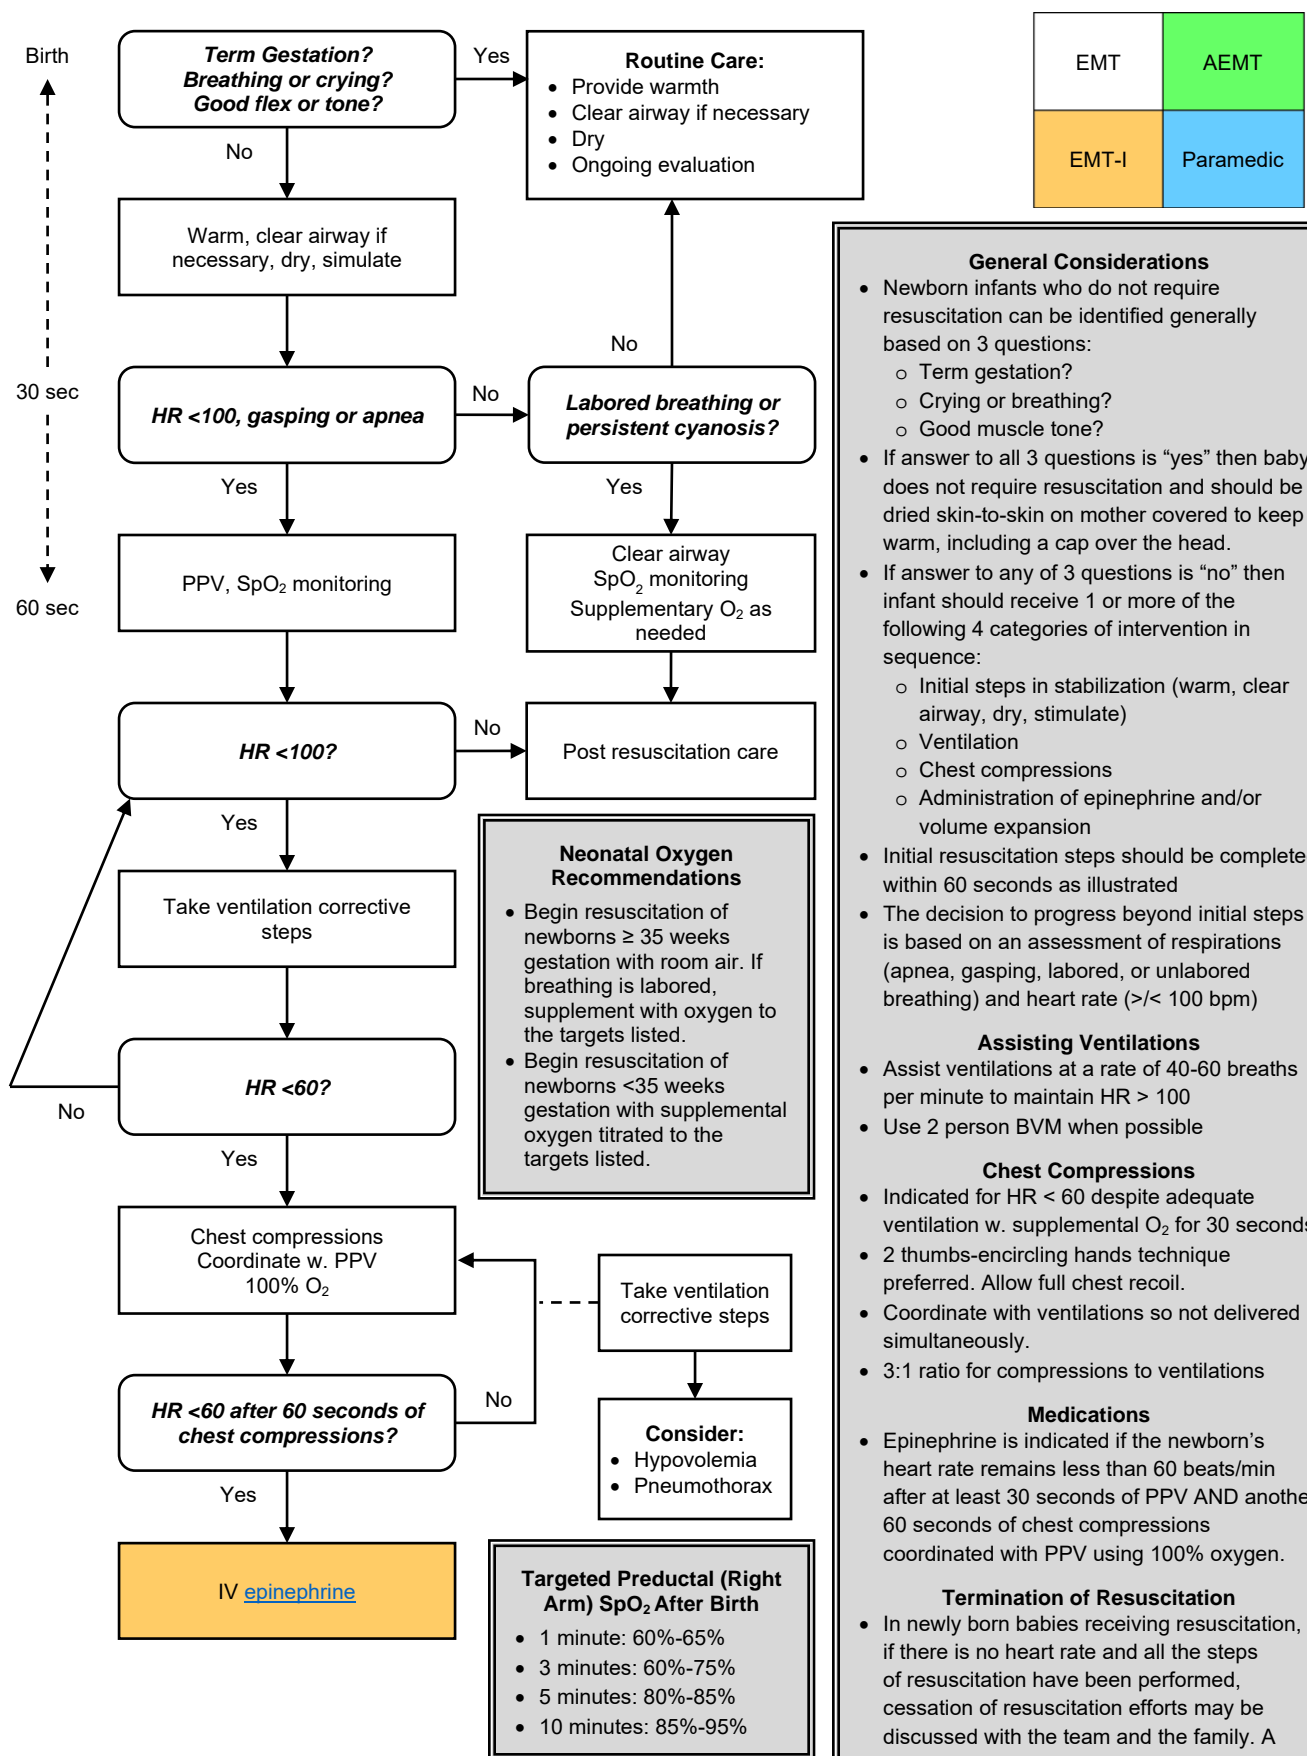 Birth
30 sec
60 sec
Term Gestation?
Breathing or crying?
Good flex or tone?
Yes
No
Routine Care:
• Provide warmth
• Clear airway if necessary
• Dry
• Ongoing evaluation
Warm, clear airway if
necessary, dry, simulate
HR <100, gasping or apnea
No
Yes
No
Labored breathing or
persistent cyanosis?
Yes
PPV, SpO2 monitoring
Clear airway
SpO2 monitoring
Supplementary O2 as
needed
HR <100?
No
Yes
Post resuscitation care
Take ventilation corrective
steps
HR <60?
No
Yes
Chest compressions
Coordinate w. PPV
100% O2
Take ventilation
corrective steps
HR <60 after 60 seconds of
chest compressions?
No
Yes
Consider:
• Hypovolemia
• Pneumothorax
IV epinephrine
Neonatal Oxygen
Recommendations
• Begin resuscitation of
newborns ≥ 35 weeks
gestation with room air. If
breathing is labored,
supplement with oxygen to
the targets listed.
• Begin resuscitation of
newborns <35 weeks
gestation with supplemental
oxygen titrated to the
targets listed.
Targeted Preductal (Right
Arm) SpO2 After Birth
• 1 minute: 60%-65%
• 3 minutes: 60%-75%
• 5 minutes: 80%-85%
• 10 minutes: 85%-95%
EMT
AEMT
EMT-I
Paramedic
General Considerations
• Newborn infants who do not require
resuscitation can be identified generally
based on 3 questions:
o Term gestation?
o Crying or breathing?
o Good muscle tone?
• If answer to all 3 questions is “yes” then baby
does not require resuscitation and should be
dried skin-to-skin on mother covered to keep
warm, including a cap over the head.
• If answer to any of 3 questions is “no” then
infant should receive 1 or more of the
following 4 categories of intervention in
sequence:
o Initial steps in stabilization (warm, clear
airway, dry, stimulate)
o Ventilation
o Chest compressions
o Administration of epinephrine and/or
volume expansion
• Initial resuscitation steps should be complete
within 60 seconds as illustrated
• The decision to progress beyond initial steps
is based on an assessment of respirations
(apnea, gasping, labored, or unlabored
breathing) and heart rate (>/< 100 bpm)
Assisting Ventilations
• Assist ventilations at a rate of 40-60 breaths
per minute to maintain HR > 100
• Use 2 person BVM when possible
Chest Compressions
• Indicated for HR < 60 despite adequate
ventilation w. supplemental O2 for 30 seconds
• 2 thumbs-encircling hands technique
preferred. Allow full chest recoil.
• Coordinate with ventilations so not delivered
simultaneously.
• 3:1 ratio for compressions to ventilations
Medications
• Epinephrine is indicated if the newborn’s
heart rate remains less than 60 beats/min
after at least 30 seconds of PPV AND anothe
60 seconds of chest compressions
coordinated with PPV using 100% oxygen.
Termination of Resuscitation
• In newly born babies receiving resuscitation,
if there is no heart rate and all the steps
of resuscitation have been performed,
cessation of resuscitation efforts may be
discussed with the team and the family. A